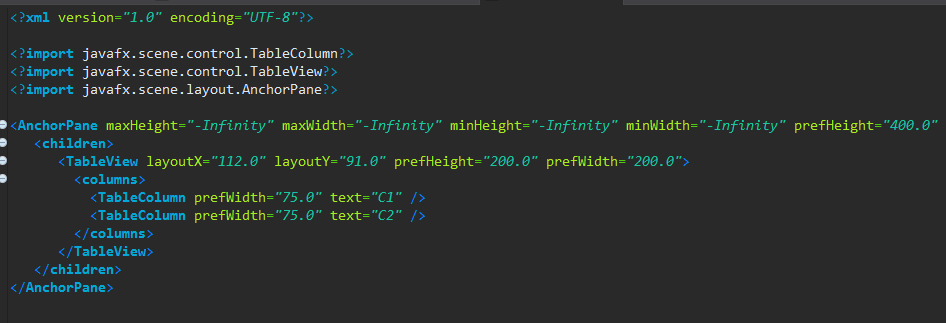 <?xml version="1.0" encoding="UTF-8"?>
<?import javafx.scene.control.TableColumn?>
<?import javafx.scene.control.TableView?>
<?import javafx.scene.layout.AnchorPane?>
<AnchorPane maxHeight="-Infinity" maxWidth="-Infinity" minHeight="-Infinity" minWidth="-Infinity" prefHeight="400.0"
<children>
<TableView layoutX="112.0" layoutY="91.0" prefHeight="200.0" prefWidth="200.0">
<columns>
<TableColumn prefWidth="75.0" text="C1" />
<TableColumn prefWidth="75.0" text="C2" />
</columns>
</TableView>
</children>
</AnchorPane>